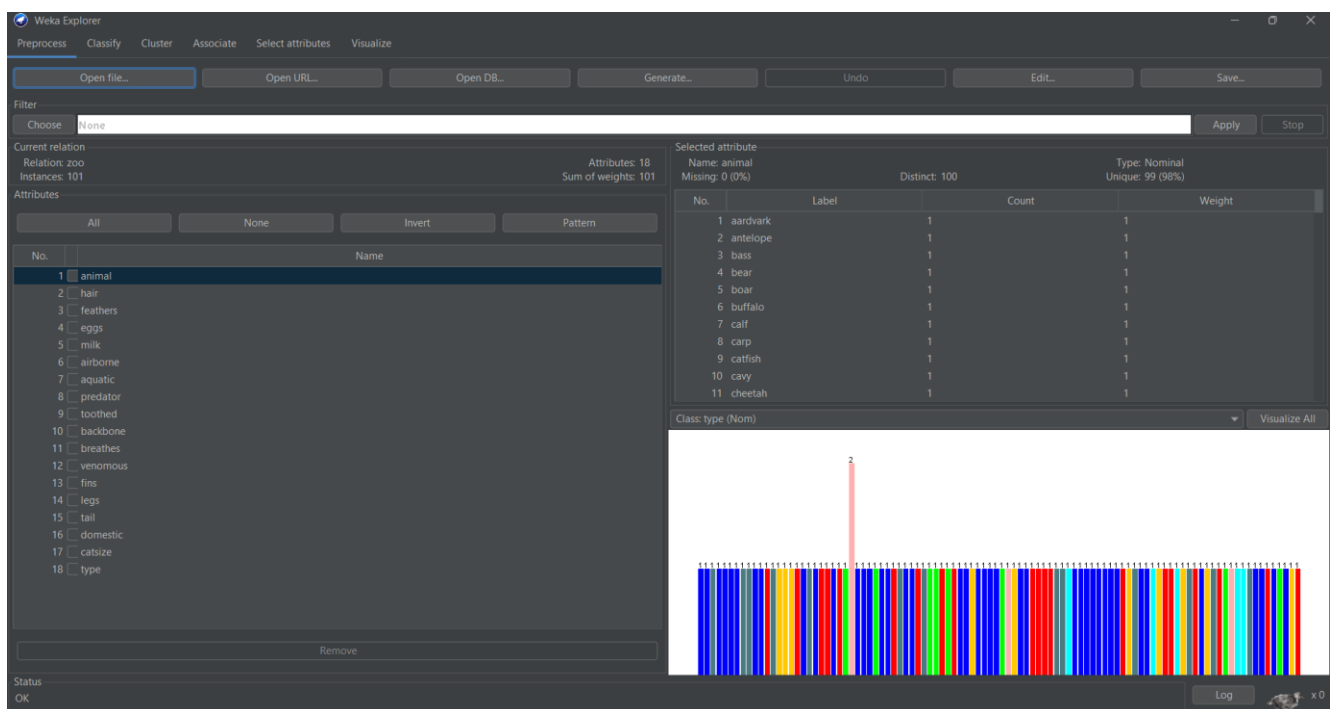 Weka Explorer
Preprocess Classify Cluster Associate Select attributes Visualize
Open file... Open URL... Open DB... Generate... Undo Edit... Save...
Filter
Choose None Apply Stop
Current relation
Relation: zoo Attributes: 18
Instances: 101 Sum of weights: 101
Attributes
All None Invert Pattern
No. Name
1 animal
2 hair
3 feathers
4 eggs
5 milk
6 airborne
7 aquatic
8 predator
9 toothed
10 backbone
11 breathes
12 venomous
13 fins
14 legs
15 tail
16 domestic
17 catsize
18 type
Remove
Selected attribute
Name: animal Type: Nominal
Missing: 0 (0%) Distinct: 100 Unique: 99 (98%)
No. Label Count Weight
1 aardvark 1 1
2 antelope 1 1
3 bass 1 1
4 bear 1 1
5 boar 1 1
6 buffalo 1 1
7 calf 1 1
8 carp 1 1
9 catfish 1 1
10 cavy 1 1
11 cheetah 1 1
Class: type (Nom) Visualize All
2
Status
OK Log x 0